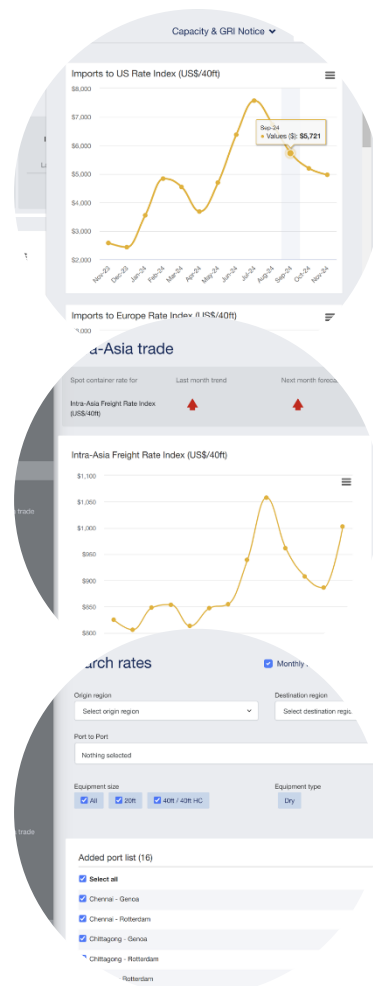 Capacity & GRI Notice
Imports to US Rate Index (US$/40ft)
$8,000
$7,000
Sep-24
Values ($): $5,721
$6,000
$5,000
$4,000
$3,000
$2,000
Nov-23 Dec-23 Jan-24 Feb-24 Mar-24 Apr-24 May-24 Jun-24 Jul-24 Aug-24 Sep-24 Oct-24 Nov-24
Imports to Europe Rate Index (US$/40ft)
a-Asia trade
Spot container rate for Last month trend Next month
Intra-Asia Freight Rate Index
(US$/40ft)
Intra-Asia Freight Rate Index (US$/40ft)
$1,100
$1,050
trade
$1,000
$950
$900
$850
$800
arch rates
Monthly
Origin region Destination region
Select origin region Select destination
Port to Port
Nothing selected
Equipment size Equipment type
All 20ft 40ft / 40ft HC Dry
trade
Added port list (16)
Select all
Chennai - Genoa
Chennai - Rotterdam
Chittagong - Genoa
Chittagong - Rotterdam
Rotterdam